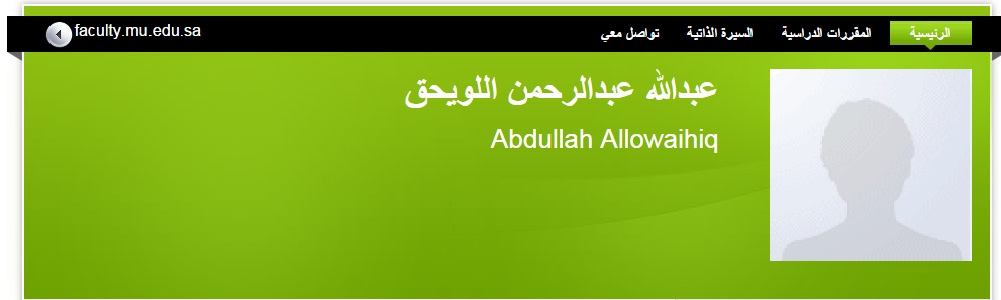 الرئيسية
المقررات الدراسية
السيرة الذاتية
تواصل معي
faculty.mu.edu.sa
عبدالله عبدالرحمن اللويحق
Abdullah Allowaihiq